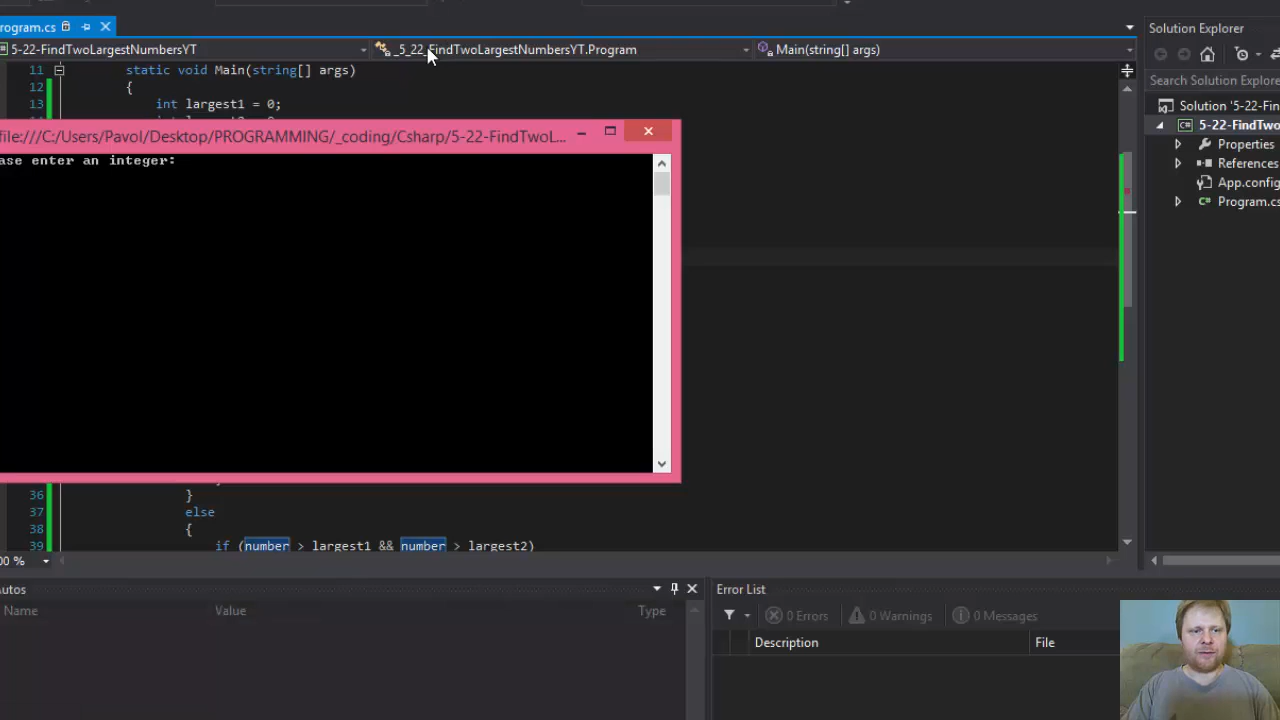 rogram.cs
5-22-FindTwoLargestNumbersYT
_5_22_FindTwoLargestNumbersYT.Program
Main(string[] args)
11 static void Main(string[] args)
12 {
13 int largest1 = 0;
file:///C:/Users/Pavol/Desktop/PROGRAMMING/_coding/Csharp/5-22-FindTwoL...
ase enter an integer:
36 }
37 else
38 {
39 if (number > largest1 && number > largest2)
00 %
Solution Explorer
Search Solution Explore
Solution '5-22-Fin
5-22-FindTwo
Properties
References
App.config
Program.cs
utos
Name Value Type
Error List
0 Errors
0 Warnings
0 Messages
Description File